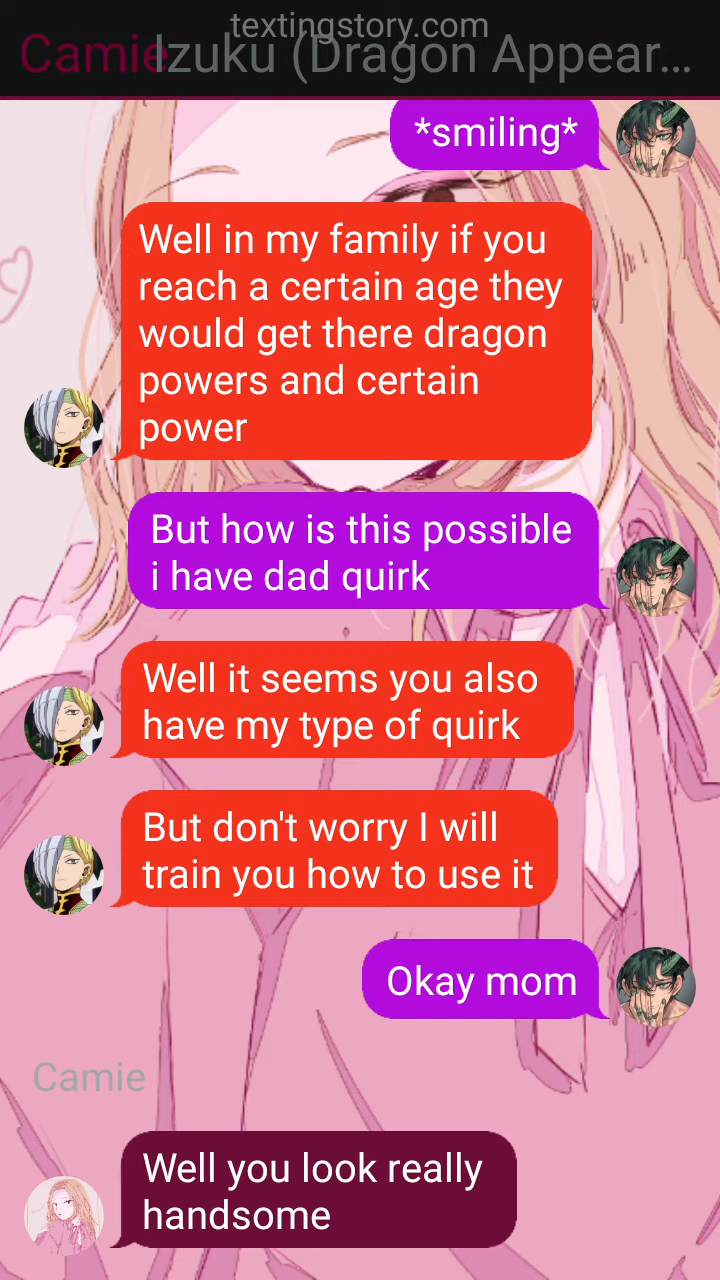 textingstory.com
Camie
Izuku (Dragon Appear...
*smiling*
Well in my family if you
reach a certain age they
would get there dragon
powers and certain
power
But how is this possible
i have dad quirk
Well it seems you also
have my type of quirk
But don't worry I will
train you how to use it
Okay mom
Camie
Well you look really
handsome